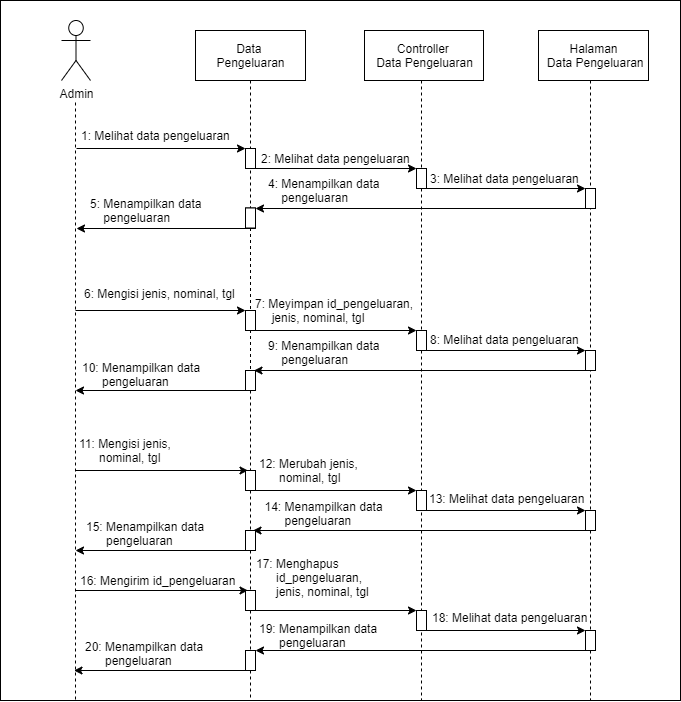 Data
Pengeluaran
Controller
Data Pengeluaran
Halaman
Data Pengeluaran
Admin
1: Melihat data pengeluaran
2: Melihat data pengeluaran
3: Melihat data pengeluaran
4: Menampilkan data
pengeluaran
5: Menampilkan data
pengeluaran
6: Mengisi jenis, nominal, tgl
7: Meyimpan id_pengeluaran,
jenis, nominal, tgl
8: Melihat data pengeluaran
9: Menampilkan data
pengeluaran
10: Menampilkan data
pengeluaran
11: Mengisi jenis,
nominal, tgl
12: Merubah jenis,
nominal, tgl
13: Melihat data pengeluaran
14: Menampilkan data
pengeluaran
15: Menampilkan data
pengeluaran
16: Mengirim id_pengeluaran
17: Menghapus
id_pengeluaran,
jenis, nominal, tgl
18: Melihat data pengeluaran
19: Menampilkan data
pengeluaran
20: Menampilkan data
pengeluaran